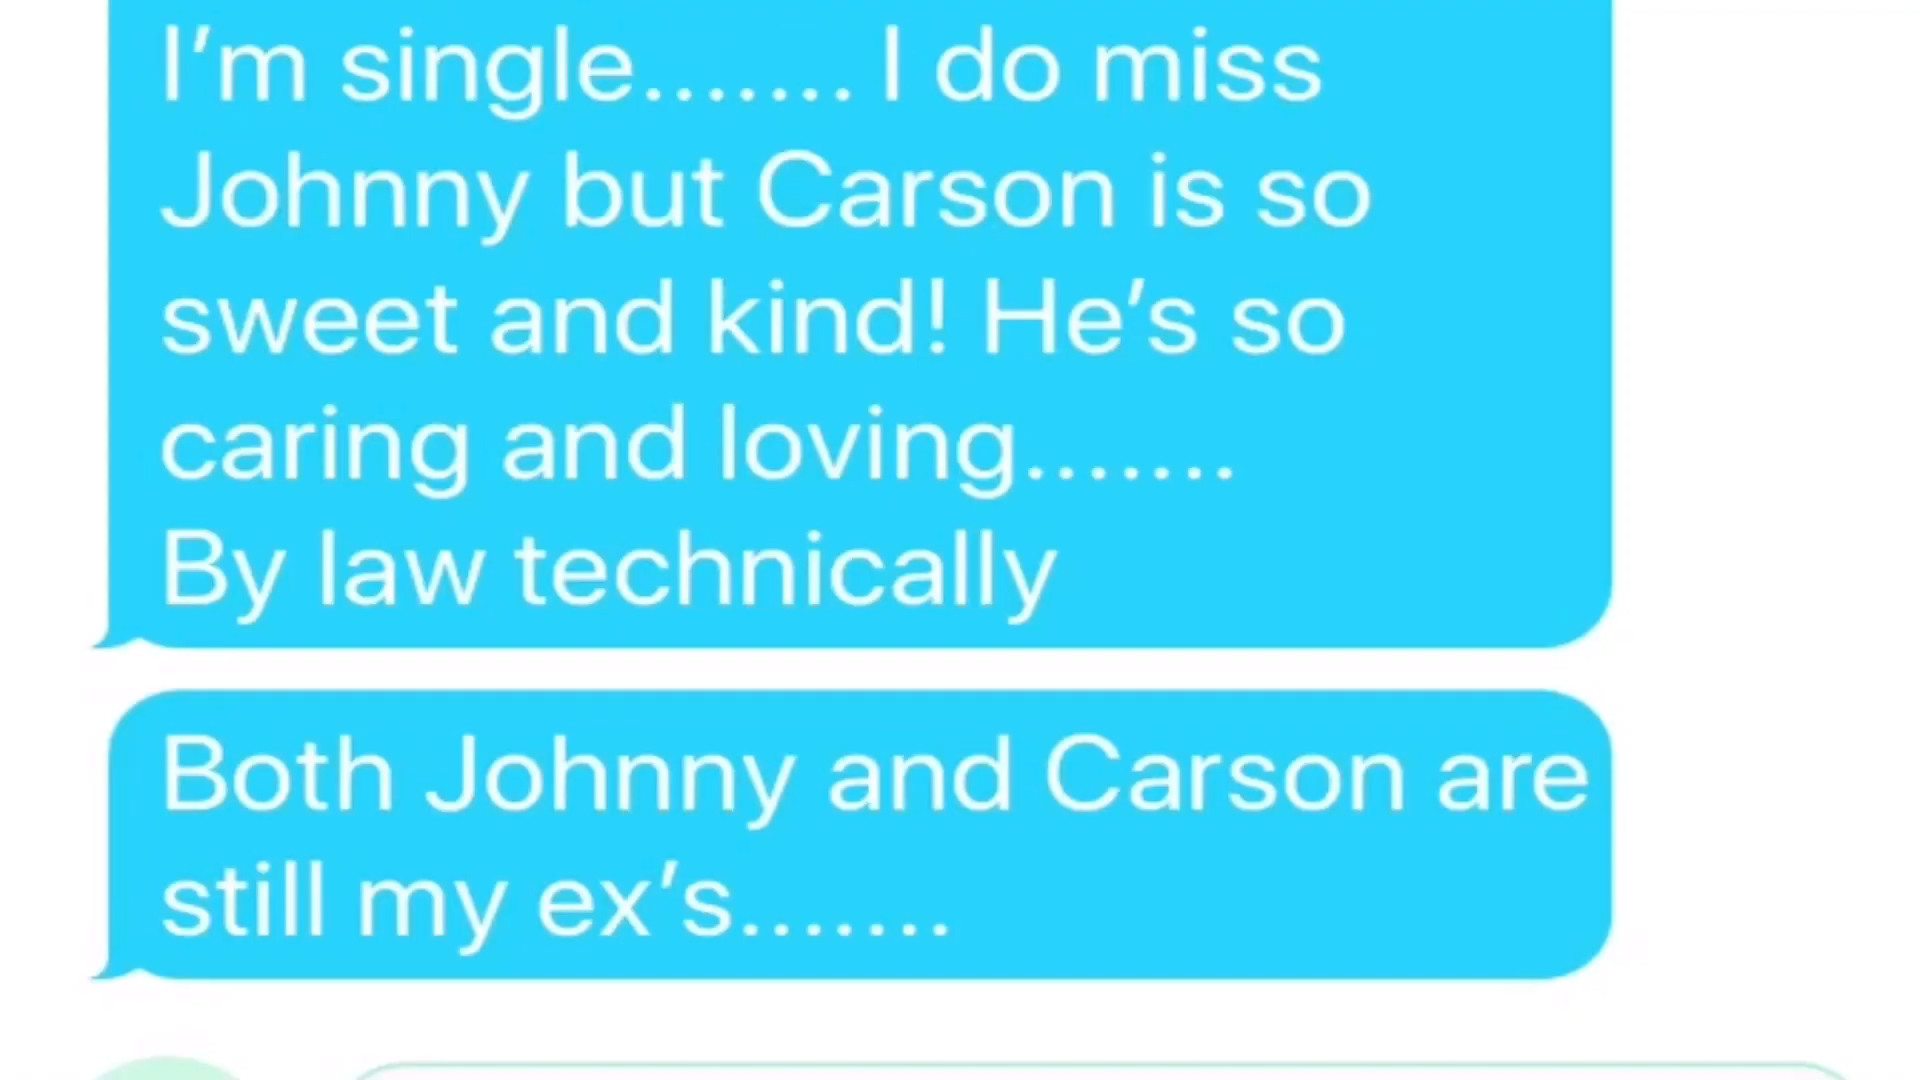 I’m single....... I do miss
Johnny but Carson is so
sweet and kind! He’s so
caring and loving.......
By law technically
Both Johnny and Carson are
still my ex’s.......